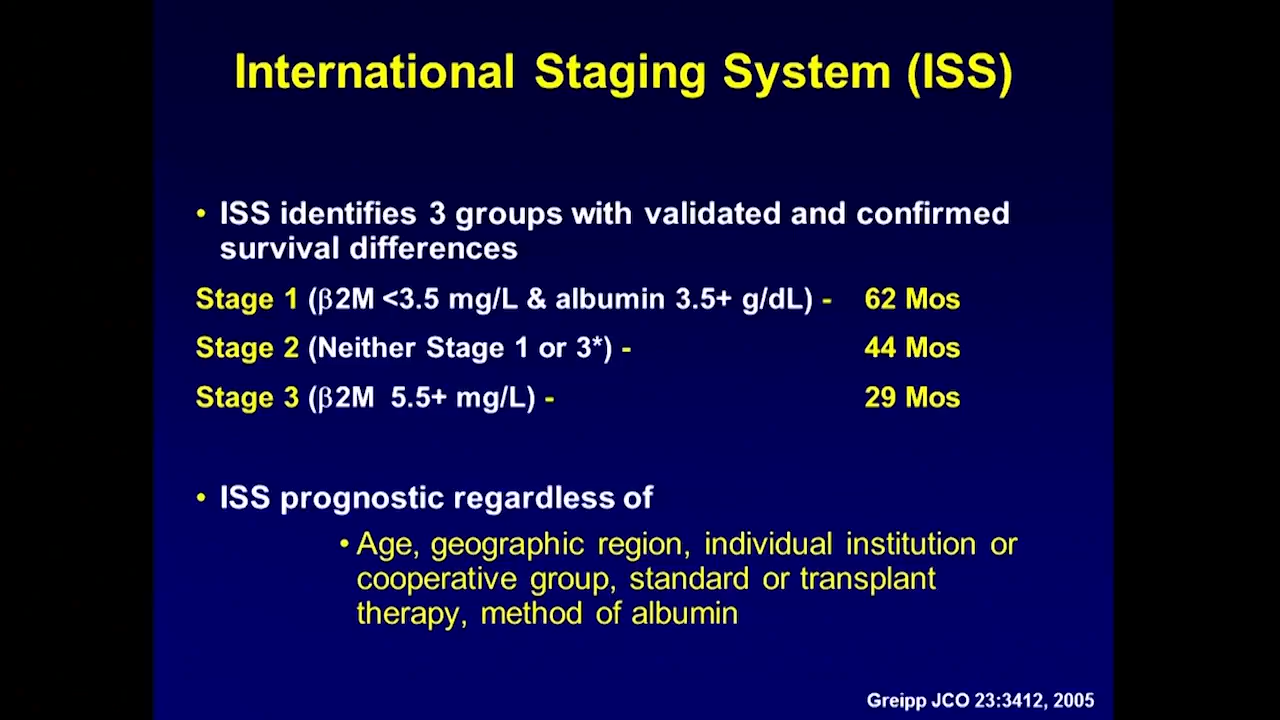 International Staging System (ISS)
• ISS identifies 3 groups with validated and confirmed
survival differences
Stage 1 (β2M <3.5 mg/L & albumin 3.5+ g/dL) - 62 Mos
Stage 2 (Neither Stage 1 or 3*) - 44 Mos
Stage 3 (β2M 5.5+ mg/L) - 29 Mos
• ISS prognostic regardless of
• Age, geographic region, individual institution or
cooperative group, standard or transplant
therapy, method of albumin
Greipp JCO 23:3412, 2005